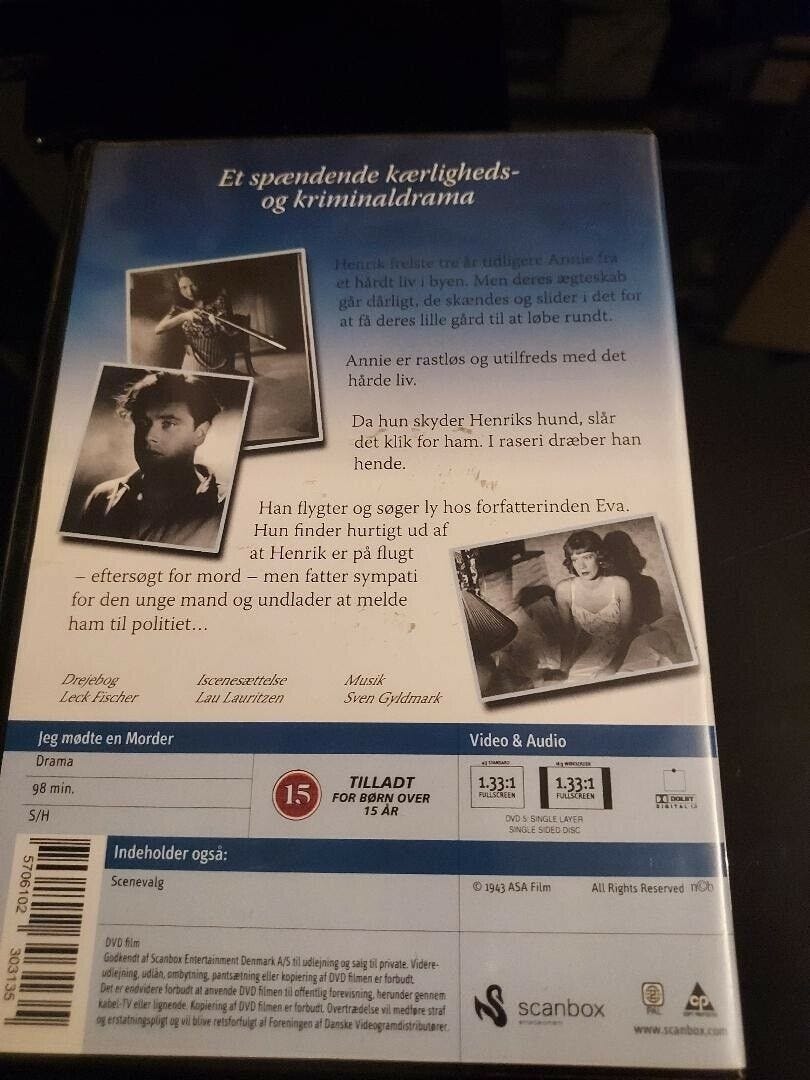 Et spændende kærligheds-
og kriminaldrama
Henrik frelste tre år tidligere Annie fra
et hårdt liv i byen. Men deres ægteskab
går dårligt, de skændes og slider i det for
at få deres lille gård til at løbe rundt.
Annie er rastløs og utilfreds med det
hårde liv.
Da hun skyder Henriks hund, slår
det klik for ham. I raseri dræber han
hende.
Han flygter og søger ly hos forfatterinden Eva.
Hun finder hurtigt ud af
at Henrik er på flugt
– eftersøgt for mord – men fatter sympati
for den unge mand og undlader at melde
ham til politiet...
Drejebog
Leck Fischer
Iscenesættelse
Lau Lauritzen
Musik
Sven Gyldmark
Jeg mødte en Morder
Drama
98 min.
S/H
15
TILLADT
FOR BØRN OVER
15 ÅR
Video & Audio
1.33:1
FULLSCREEN
1.33:1
FULLSCREEN
DVD 5: SINGLE LAYER
SINGLE SIDED DISC
DOLBY
DIGITAL
Indeholder også:
Scenevalg
© 1943 ASA Film
All Rights Reserved
ncb
DVD film
Godkendt af Scanbox Entertainment Denmark A/S til udlejning og salg til private. Videre-
udlejning, udlån, ombytning, pantsætning eller kopiering af DVD filmen er forbudt.
Det er endvidere forbudt at anvende DVD filmen til offentlig forevisning, herunder gennem
kabel-TV eller lignende. Kopiering af DVD filmen er forbudt. Overtrædelse vil medføre straf
og erstatningspligt og vil blive retsforfulgt af Foreningen af Danske Videogramdistributører.
5706102 303135
scanbox
entertainment
PAL
www.scanbox.com